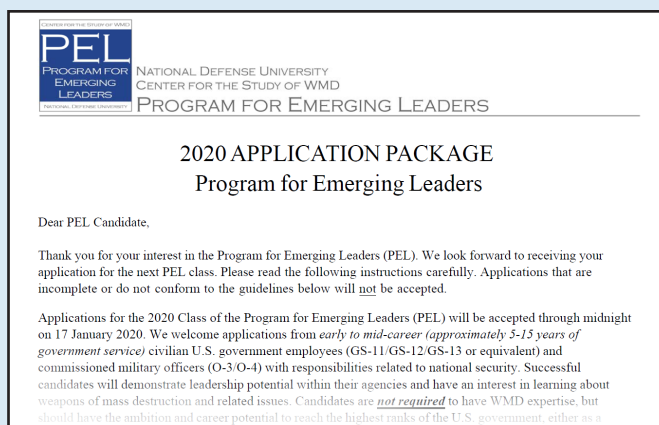 CENTER FOR THE STUDY OF WMD
PEL
PROGRAM FOR
EMERGING
LEADERS
NATIONAL DEFENSE UNIVERSITY
NATIONAL DEFENSE UNIVERSITY
CENTER FOR THE STUDY OF WMD
PROGRAM FOR EMERGING LEADERS
2020 APPLICATION PACKAGE
Program for Emerging Leaders
Dear PEL Candidate,
Thank you for your interest in the Program for Emerging Leaders (PEL). We look forward to receiving your
application for the next PEL class. Please read the following instructions carefully. Applications that are
incomplete or do not conform to the guidelines below will not be accepted.
Applications for the 2020 Class of the Program for Emerging Leaders (PEL) will be accepted through midnight
on 17 January 2020. We welcome applications from early to mid-career (approximately 5-15 years of
government service) civilian U.S. government employees (GS-11/GS-12/GS-13 or equivalent) and
commissioned military officers (O-3/O-4) with responsibilities related to national security. Successful
candidates will demonstrate leadership potential within their agencies and have an interest in learning about
weapons of mass destruction and related issues. Candidates are not required to have WMD expertise, but
should have the ambition and career potential to reach the highest ranks of the U.S. government, either as a